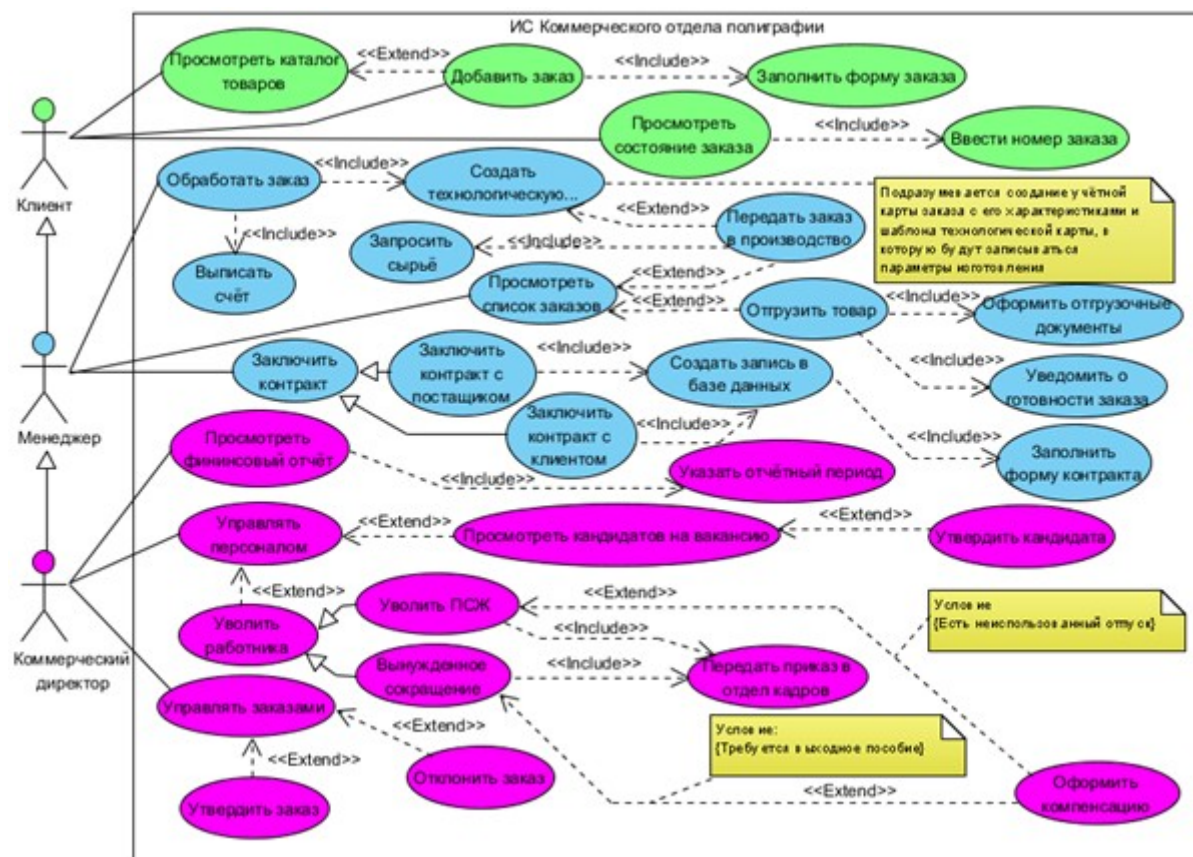 ИС Коммерческого отдела полиграфии
Просмотреть каталог
товаров
<<Extend>>
Добавить заказ
<<Include>>
Заполнить форму заказа
Просмотреть
состояние заказа
<<Include>>
Ввести номер заказа
Клиент
Обработать заказ
<<Include>>
Создать
технологическую...
Подразумевается создание учётной
карты заказа с его характеристиками и
шаблона технологической карты, в
которую будут записываться
параметры изготовления
<<Extend>>
Передать заказ
в производство
<<Include>>
Выписать
счёт
Запросить
сырьё
<<Include>>
Просмотреть
список заказов
<<Extend>>
<<Extend>>
Отгрузить товар
<<Include>>
Оформить отгрузочные
документы
Заключить
контракт
Заключить
контракт с
постащиком
<<Include>>
Создать запись в
базе данных
<<Include>>
Уведомить о
готовности заказа
Менеджер
Заключить
контракт с
клиентом
<<Include>>
<<Include>>
Заполнить
форму контракта
Просмотреть
фининсовый отчёт
<<Include>>
Указать отчётный период
Управлять
персоналом
<<Extend>>
Просмотреть кандидатов на вакансию
<<Extend>>
Утвердить кандидата
<<Extend>>
Уволить
работника
Уволить ПСЖ
<<Extend>>
<<Include>>
Условие
{Есть неиспользованный отпуск}
Коммерческий
директор
Вынужденное
сокращение
<<Include>>
Передать приказ в
отдел кадров
Управлять заказами
<<Extend>>
Условие:
{Требуется выходное пособие}
<<Extend>>
Отклонить заказ
Утвердить заказ
<<Extend>>
Оформить
компенсацию